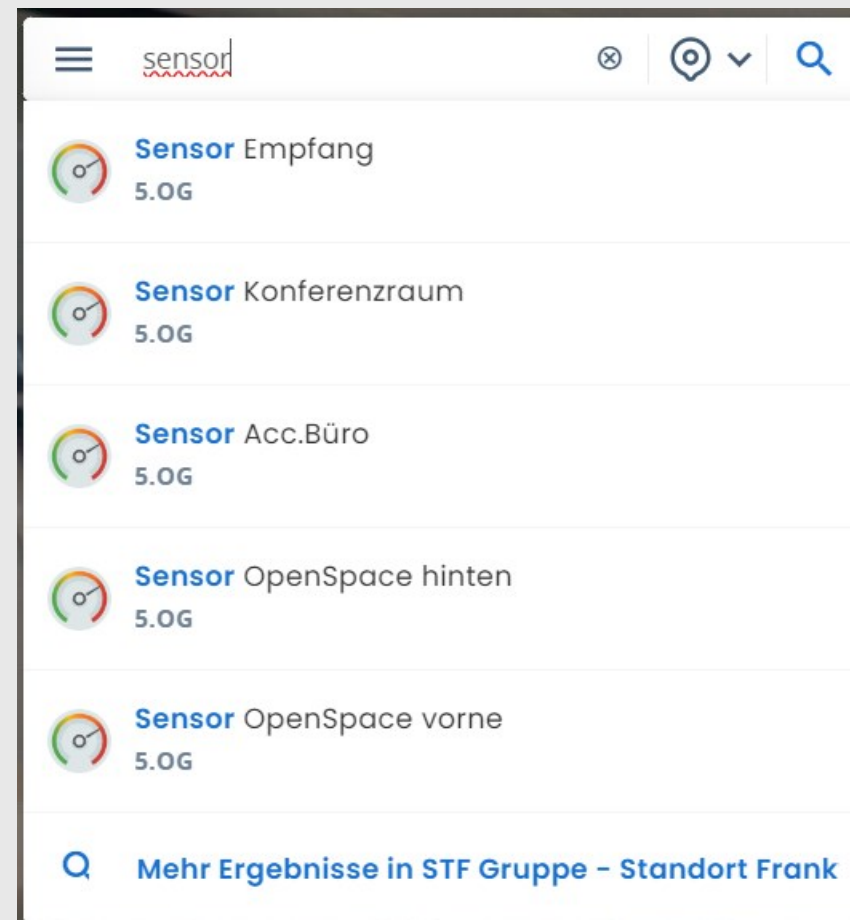 sensor
Sensor Empfang
5.OG
Sensor Konferenzraum
5.OG
Sensor Acc.Büro
5.OG
Sensor OpenSpace hinten
5.OG
Sensor OpenSpace vorne
5.OG
Mehr Ergebnisse in STF Gruppe - Standort Frank